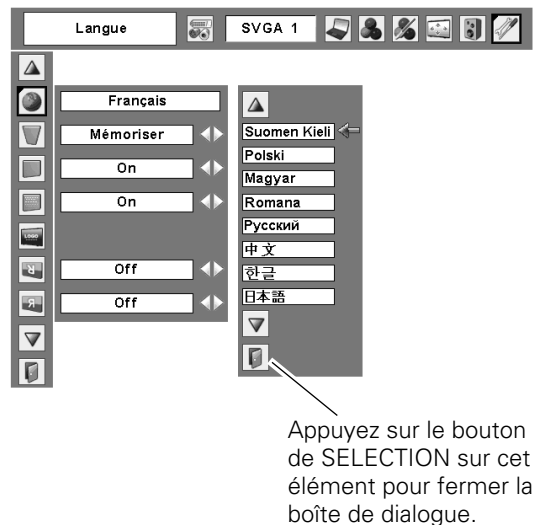 Langue
SVGA 1
Français
Mémoriser
On
On
LOGO
Off
Off
Suomen Kieli
Polski
Magyar
Romana
Русский
中文
한글
日本語
Appuyez sur le bouton
de SELECTION sur cet
élément pour fermer la
boîte de dialogue.